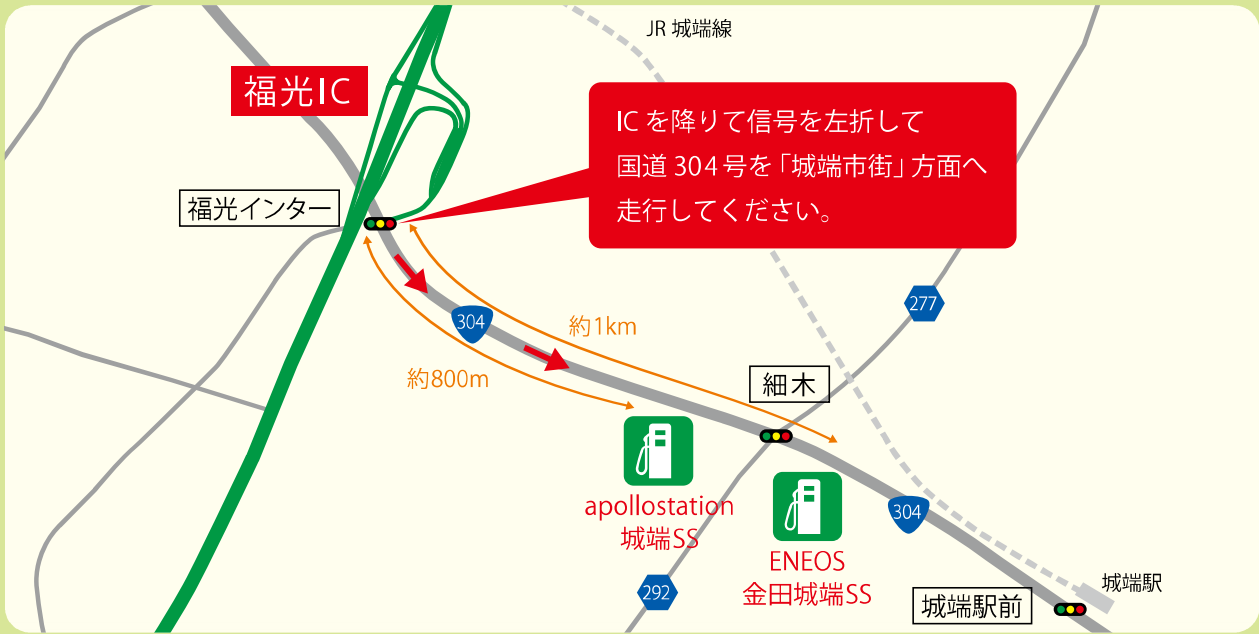 JR 城端線
福光IC
ICを降りて信号を左折して
国道304号を「城端市街」方面へ
走行してください。
福光インター
277
304
約1km
約800m
細木
apollostation
城端SS
304
ENEOS
金田城端SS
292
城端駅
城端駅前